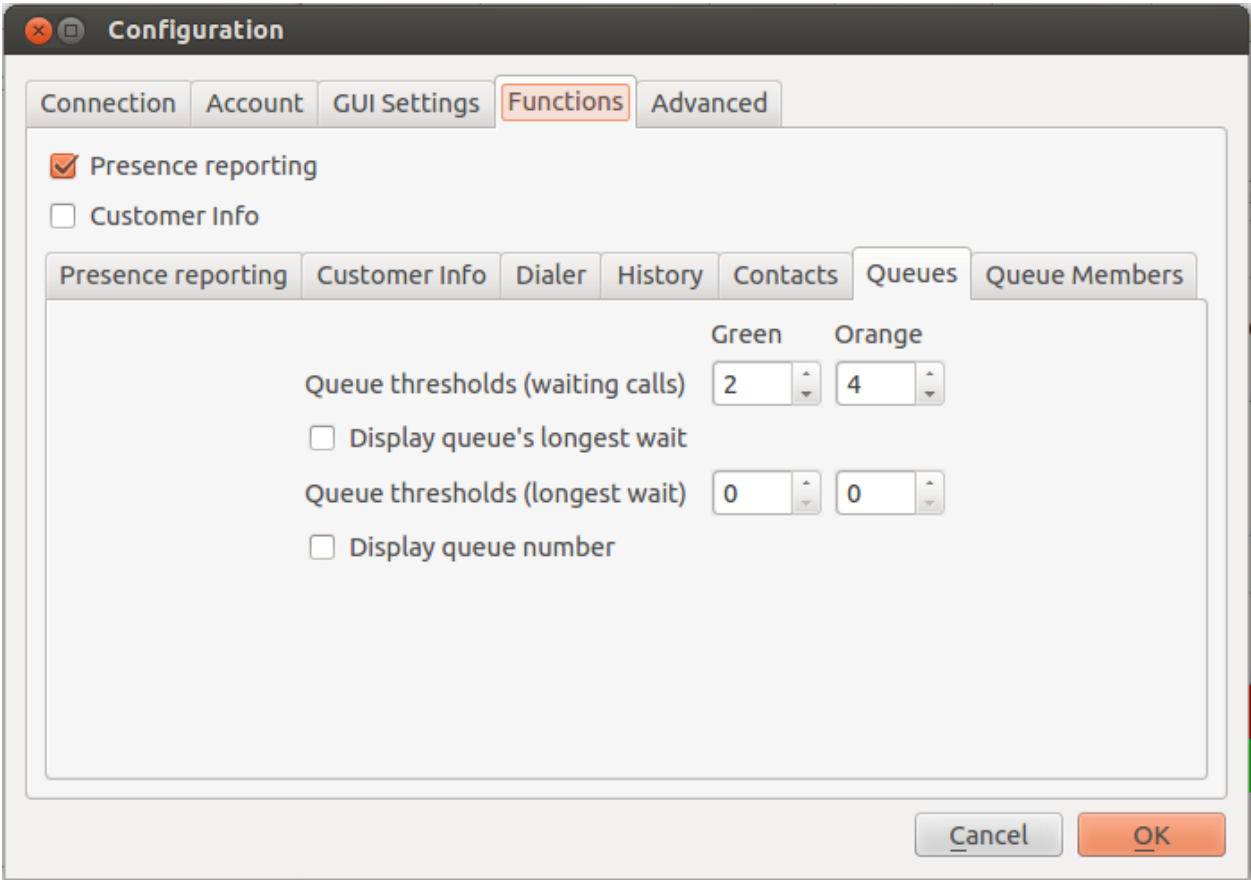 Configuration
Connection Account GUI Settings Functions Advanced
Presence reporting
Customer Info
Presence reporting Customer Info Dialer History Contacts Queues Queue Members
Green Orange
Queue thresholds (waiting calls) 2 4
Display queue's longest wait
Queue thresholds (longest wait) 0 0
Display queue number
Cancel OK